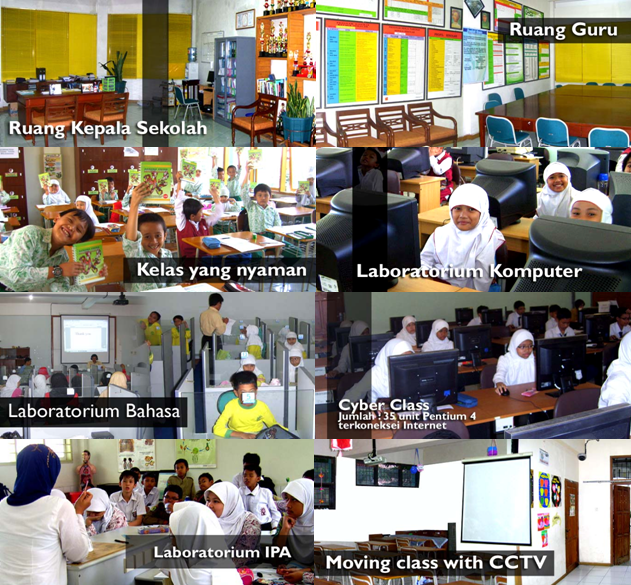 Ruang Kepala Sekolah
Ruang Guru
Kelas yang nyaman
Laboratorium Komputer
Laboratorium Bahasa
Cyber Class
Jumlah : 35 unit Pentium 4
terkoneksei Internet
Laboratorium IPA
Moving class with CCTV